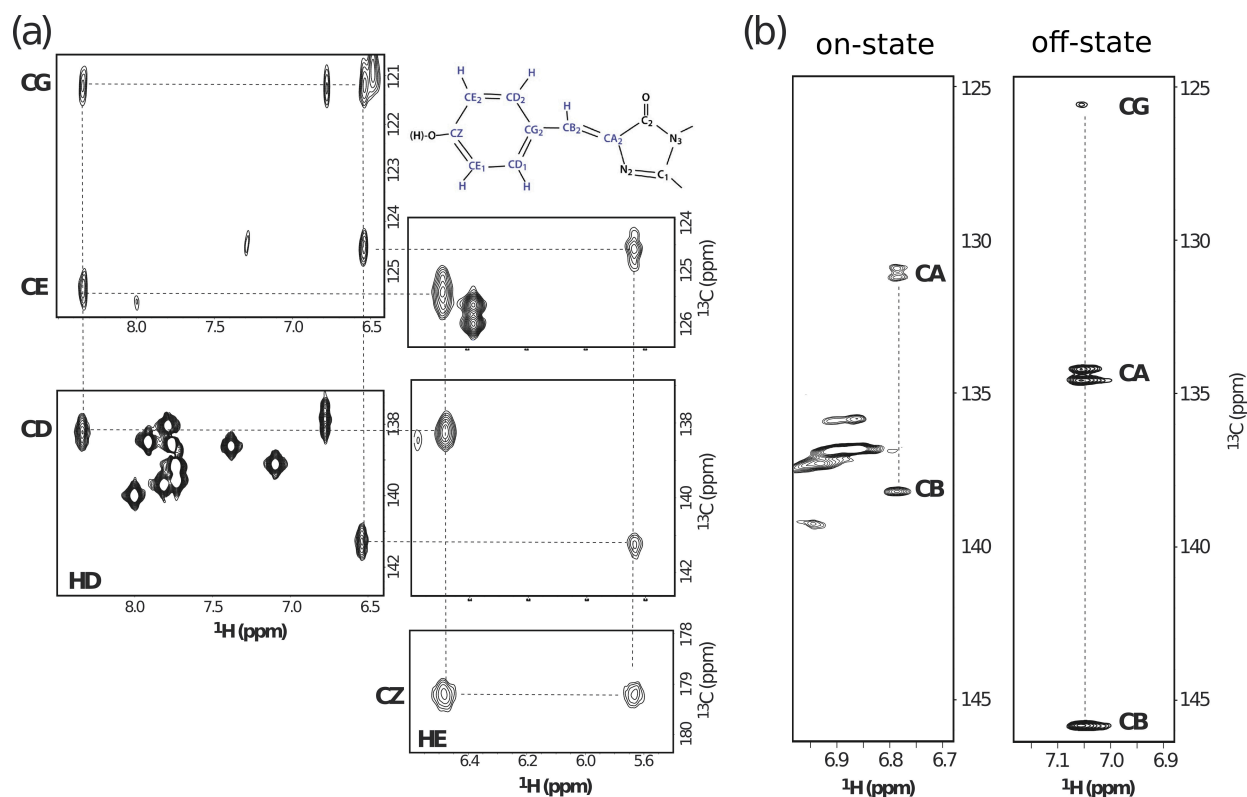 (a)
CG
CE
121
122
123
124
125
8.0
7.5
7.0
6.5
H
H
CE2
CD2
H
O
(H)-O
CZ
CG2
CB2
C2
CA2
N3
CE1
CD1
N2
C1
H
H
124
125
126
13C (ppm)
CD
138
140
142
HD
8.0
7.5
7.0
6.5
1H (ppm)
138
140
142
13C (ppm)
CZ
178
179
180
13C (ppm)
HE
6.4
6.2
6.0
5.6
1H (ppm)
(b)
on-state
off-state
125
130
135
140
145
CA
CB
6.9
6.8
6.7
1H (ppm)
CG
CA
CB
125
130
135
140
145
13C (ppm)
7.1
7.0
6.9
1H (ppm)